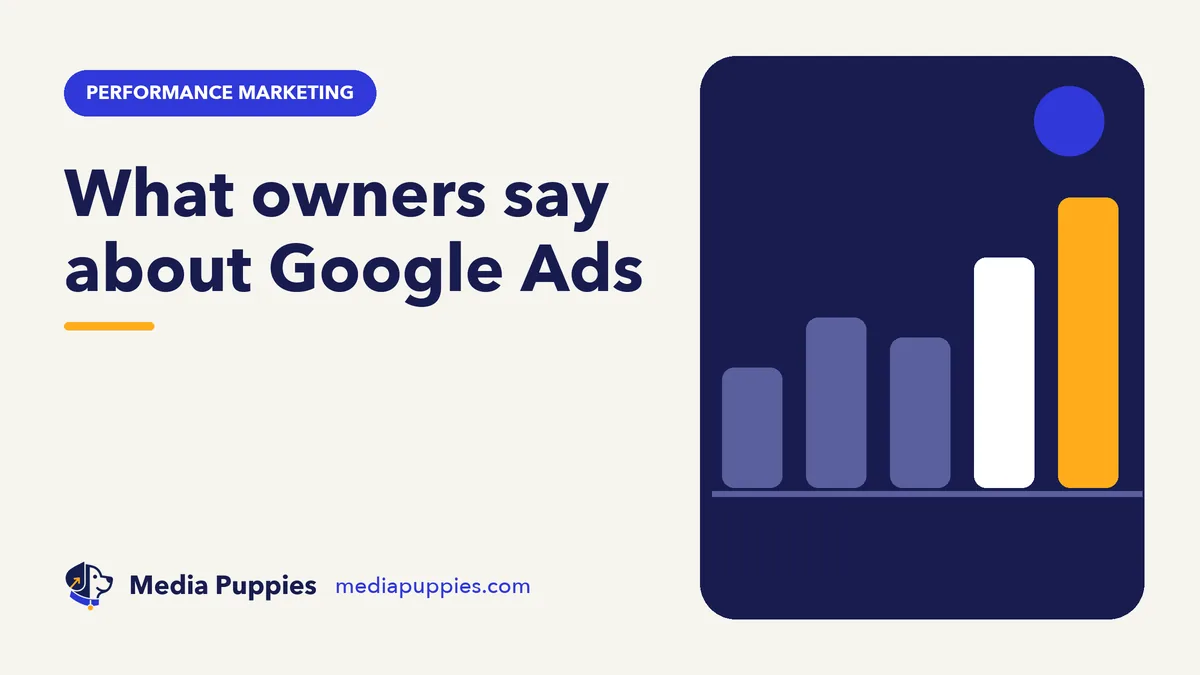 PERFORMANCE MARKETING
What owners say
about Google Ads
Media Puppies mediapuppies.com